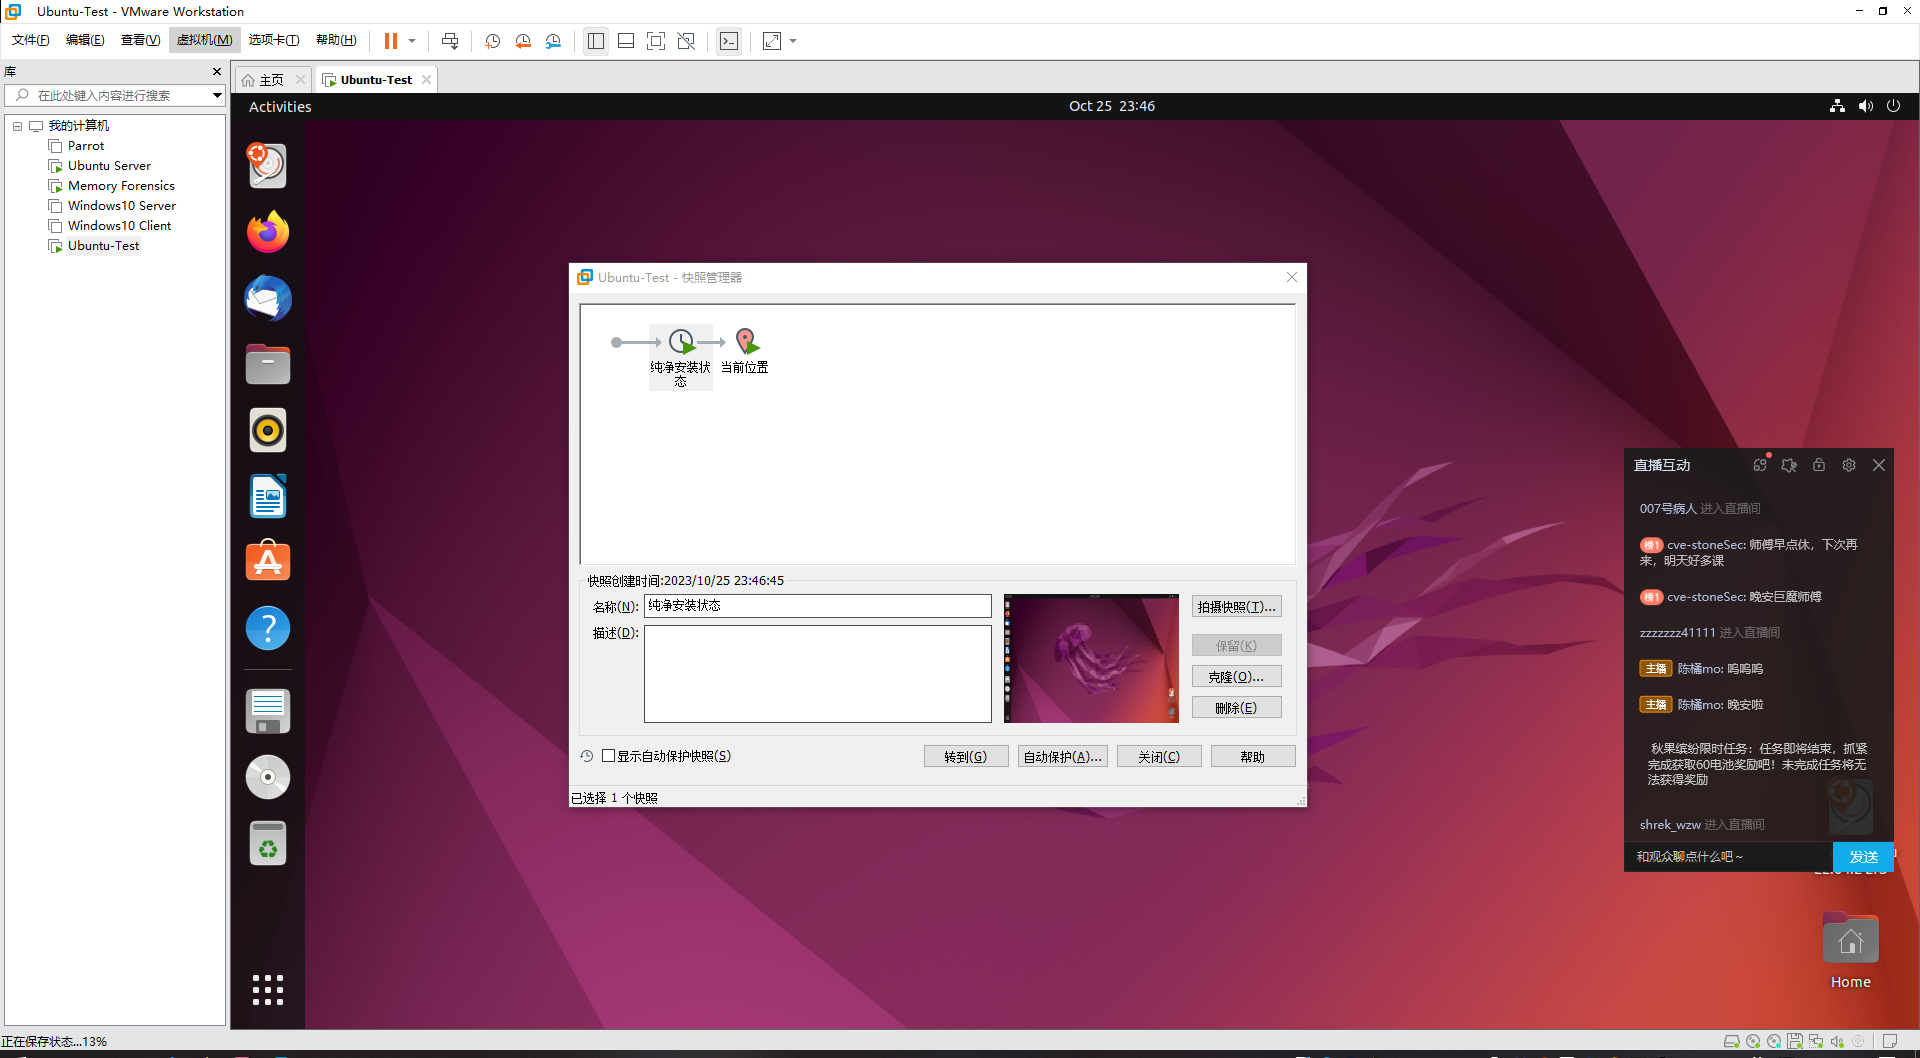 Ubuntu-Test - VMware Workstation
文件(F) 编辑(E) 查看(V) 虚拟机(M) 选项卡(T) 帮助(H)
库
在此处键入内容进行搜索
我的计算机
Parrot
Ubuntu Server
Memory Forensics
Windows10 Server
Windows10 Client
Ubuntu-Test
主页 Ubuntu-Test
Activities Oct 25 23:46
Ubuntu-Test - 快照管理器
纯净安装状
态
当前位置
快照创建时间:2023/10/25 23:46:45
名称(N): 纯净安装状态
描述(D):
拍摄快照(T)...
保留(K)
克隆(O)...
删除(E)
显示自动保护快照(S)
转到(G) 自动保护(A)... 关闭(C) 帮助
已选择 1 个快照
直播互动
007号病人 进入直播间
榜1 cve-stoneSec: 师傅早点休，下次再
来，明天好多课
榜1 cve-stoneSec: 晚安巨魔师傅
zzzzzzz41111 进入直播间
主播 陈橘mo: 呜呜呜
主播 陈橘mo: 晚安啦
秋果缤纷限时任务：任务即将结束，抓紧
完成获取60电池奖励吧！未完成任务将无
法获得奖励
shrek_wzw 进入直播间
和观众聊点什么吧~ 发送
Home
正在保存状态...13%